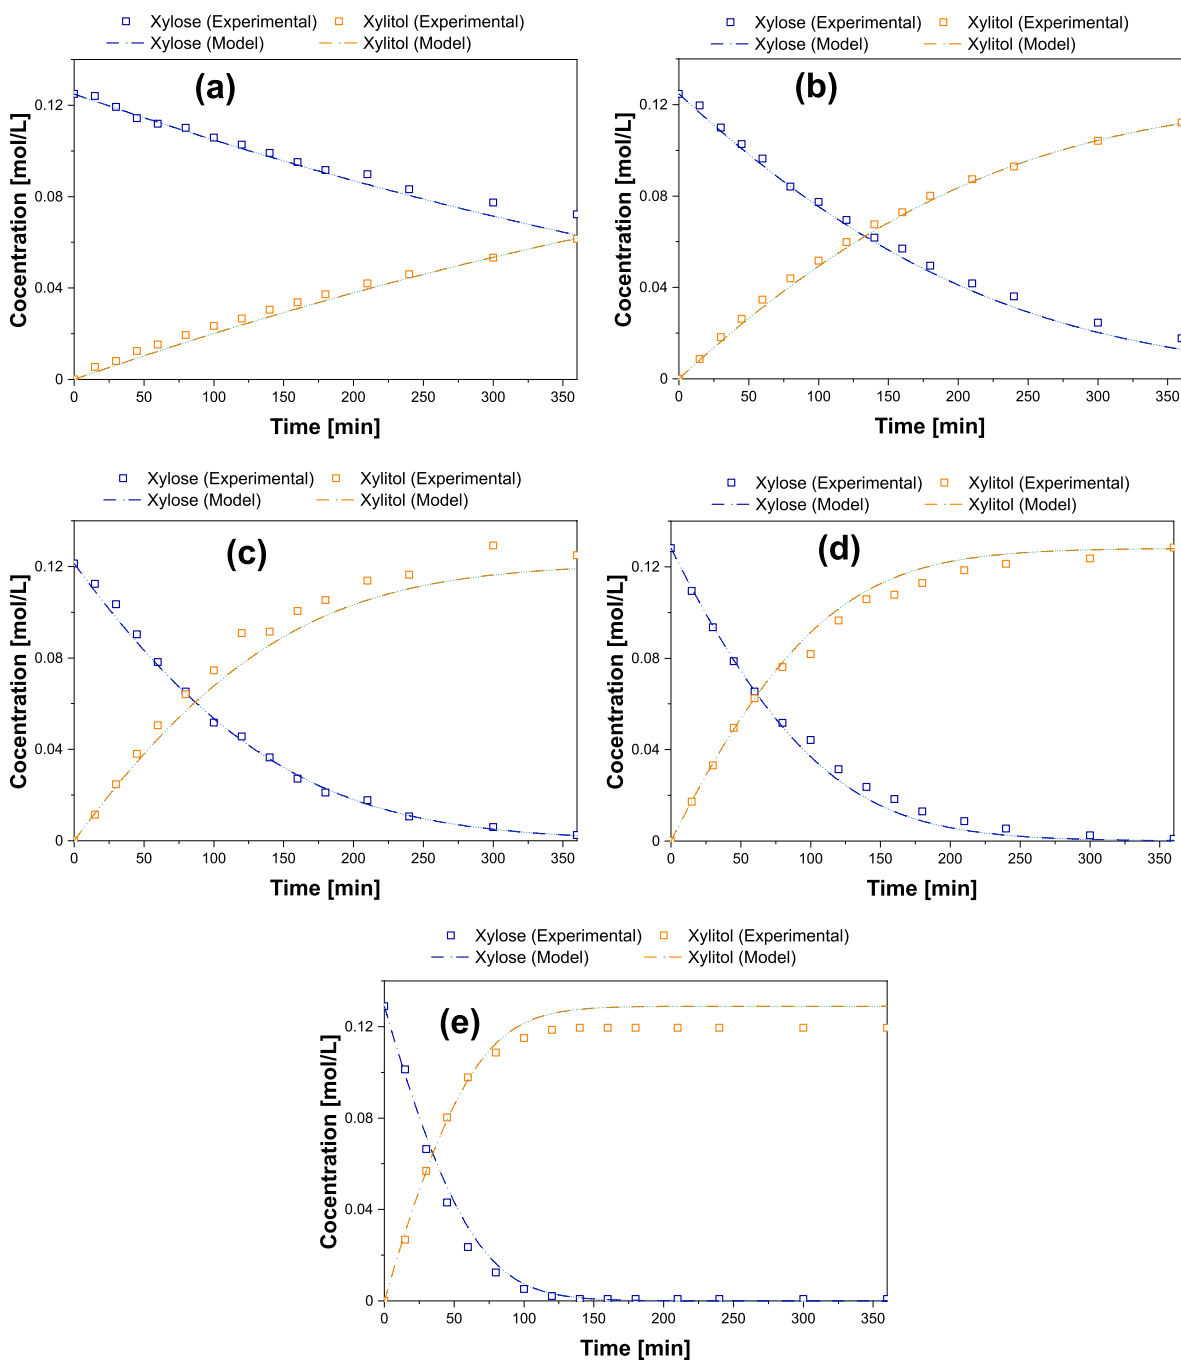 Xylose (Experimental) Xylitol (Experimental)
Xylose (Model) Xylitol (Model)
(a)
Cocentration [mol/L]
0.12
0.08
0.04
0
0 50 100 150 200 250 300 350
Time [min]
Xylose (Experimental) Xylitol (Experimental)
Xylose (Model) Xylitol (Model)
(b)
Cocentration [mol/L]
0.12
0.08
0.04
0
0 50 100 150 200 250 300 350
Time [min]
Xylose (Experimental) Xylitol (Experimental)
Xylose (Model) Xylitol (Model)
(c)
Cocentration [mol/L]
0.12
0.08
0.04
0
0 50 100 150 200 250 300 350
Time [min]
Xylose (Experimental) Xylitol (Experimental)
Xylose (Model) Xylitol (Model)
(d)
Cocentration [mol/L]
0.12
0.08
0.04
0
0 50 100 150 200 250 300 350
Time [min]
Xylose (Experimental) Xylitol (Experimental)
Xylose (Model) Xylitol (Model)
(e)
Cocentration [mol/L]
0.12
0.08
0.04
0
0 50 100 150 200 250 300 350
Time [min]